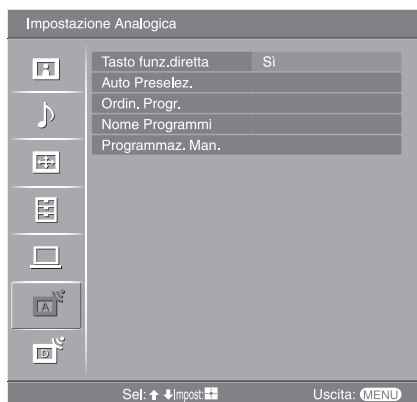 Impostazione Analogica
Tasto funz.diretta Sì
Auto Preselez.
Ordin. Progr.
Nome Programmi
Programmaz. Man.
A
D
Sel: Impost: Uscita: MENU